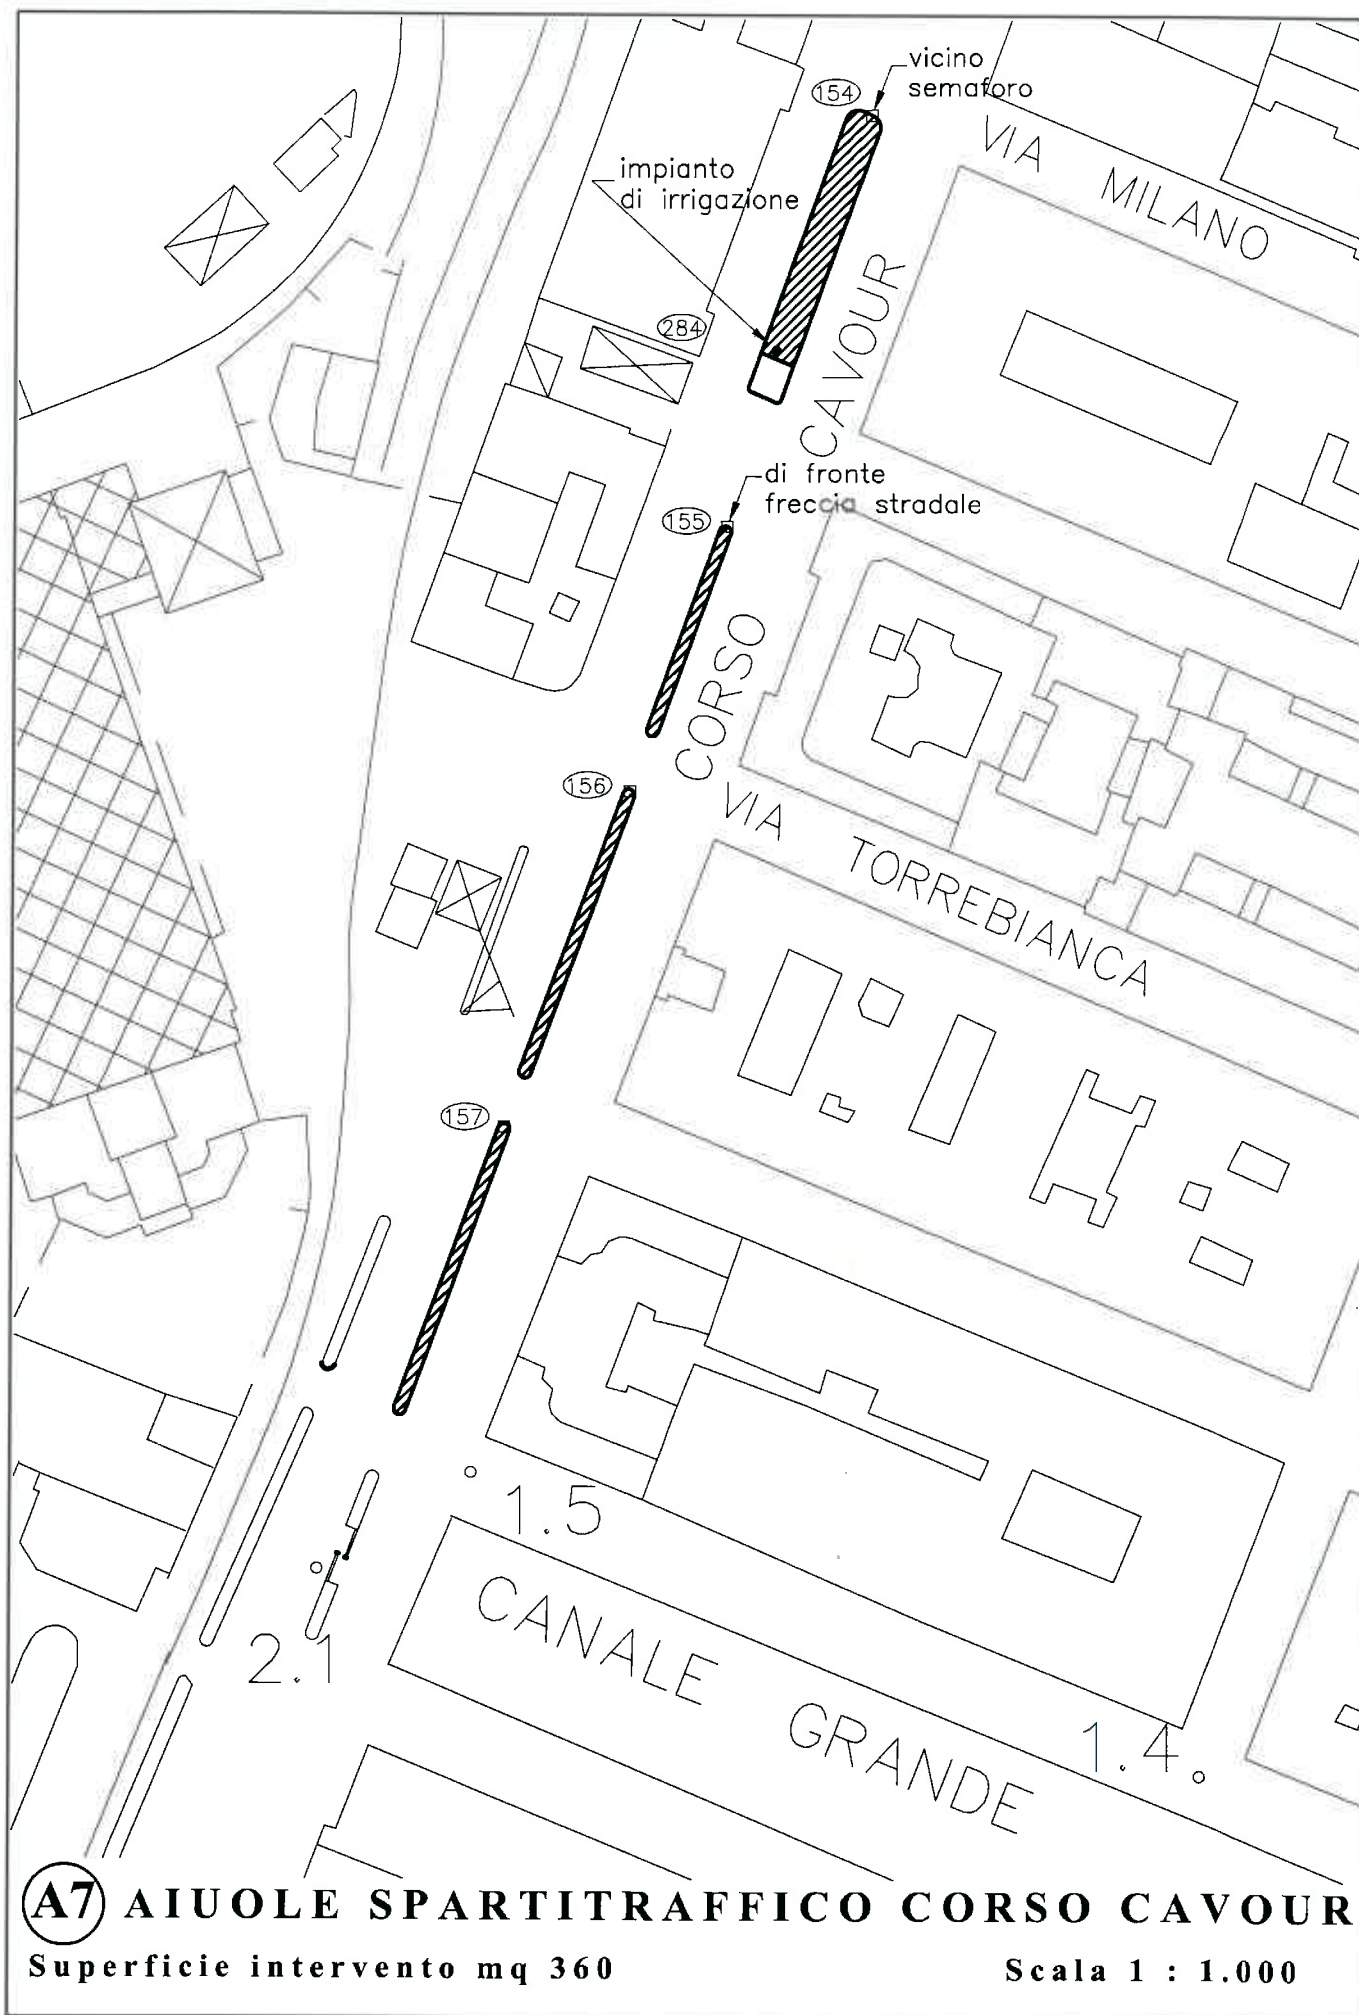 vicino
semaforo
154
VIA MILANO
impianto
di irrigazione
284
CORSO CAVOUR
di fronte
freccia stradale
155
156
VIA TORREBIANCA
157
1.5
2.1
CANALE GRANDE
1.4
A7 AIUOLE SPARTITRAFFICO CORSO CAVOUR
Superficie intervento mq 360
Scala 1 : 1.000